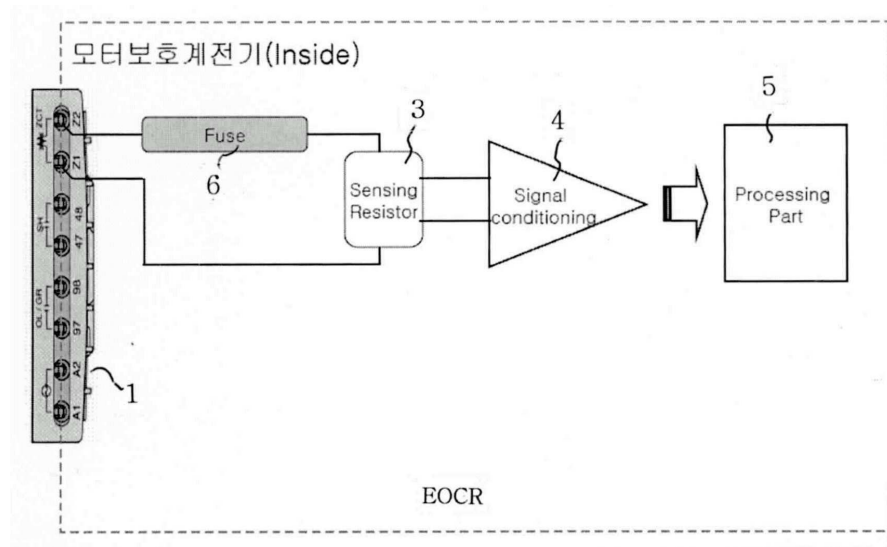 모터보호계전기(Inside)
ZCT
Z2
Z1
SH
48
47
OL / GR
98
97
A2
A1
1
Fuse
6
3
Sensing
Resistor
4
Signal
conditioning
5
Processing
Part
EOCR